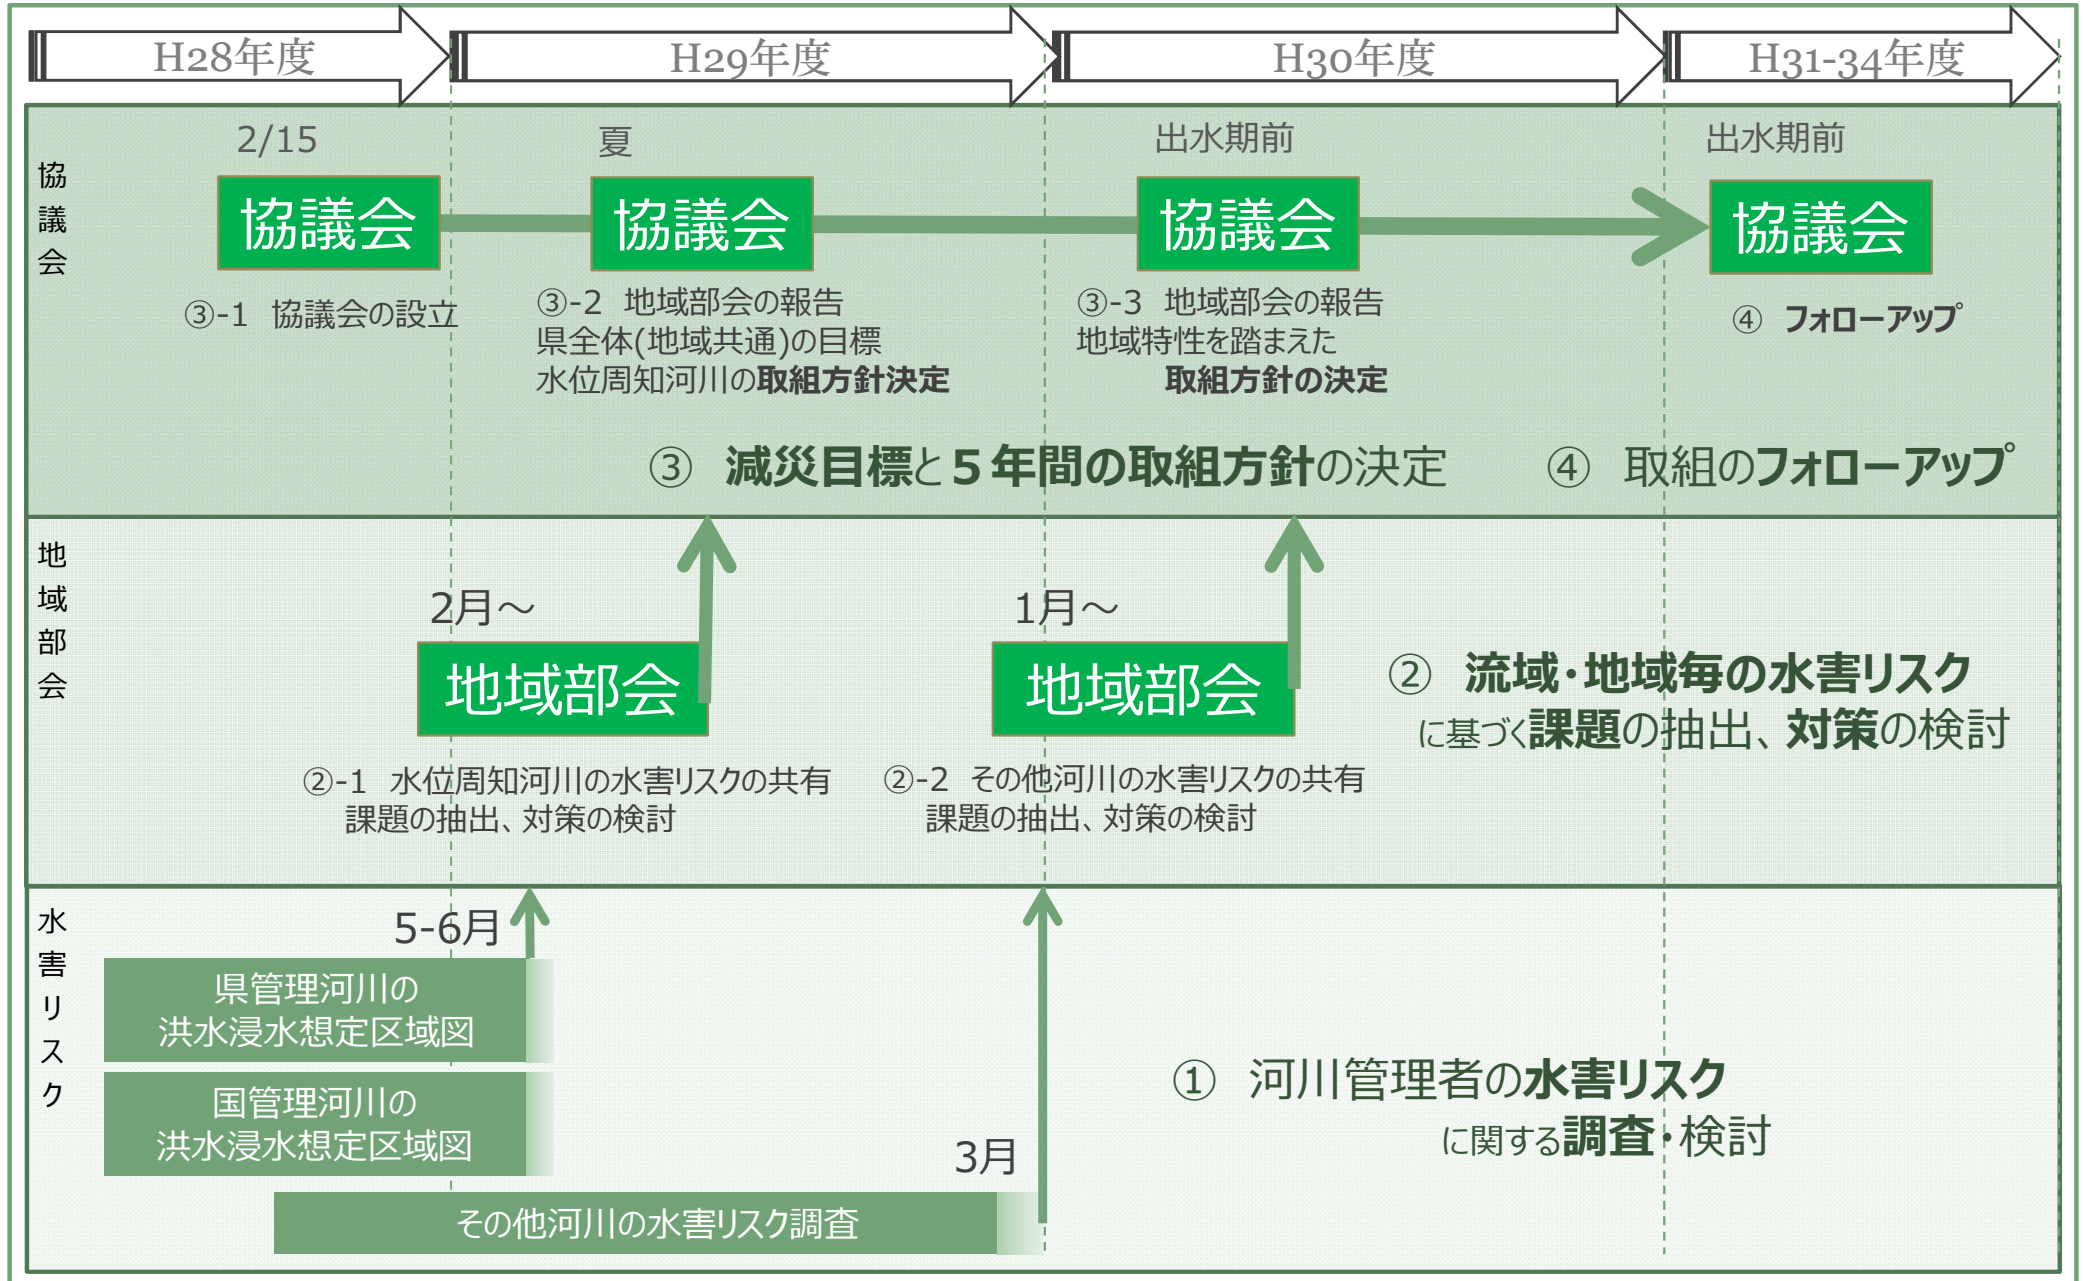 H28年度
H29年度
H30年度
H31-34年度
協議会
2/15
夏
出水期前
出水期前
協議会
協議会
協議会
協議会
③-1 協議会の設立
③-2 地域部会の報告
県全体(地域共通)の目標
水位周知河川の取組方針決定
③-3 地域部会の報告
地域特性を踏まえた
取組方針の決定
④ フォローアップ
③ 減災目標と5年間の取組方針の決定
④ 取組のフォローアップ
地域部会
2月～
1月～
地域部会
地域部会
②-1 水位周知河川の水害リスクの共有
課題の抽出、対策の検討
②-2 その他河川の水害リスクの共有
課題の抽出、対策の検討
② 流域・地域毎の水害リスク
に基づく課題の抽出、対策の検討
水害リスク
5-6月
県管理河川の
洪水浸水想定区域図
国管理河川の
洪水浸水想定区域図
3月
その他河川の水害リスク調査
① 河川管理者の水害リスク
に関する調査・検討